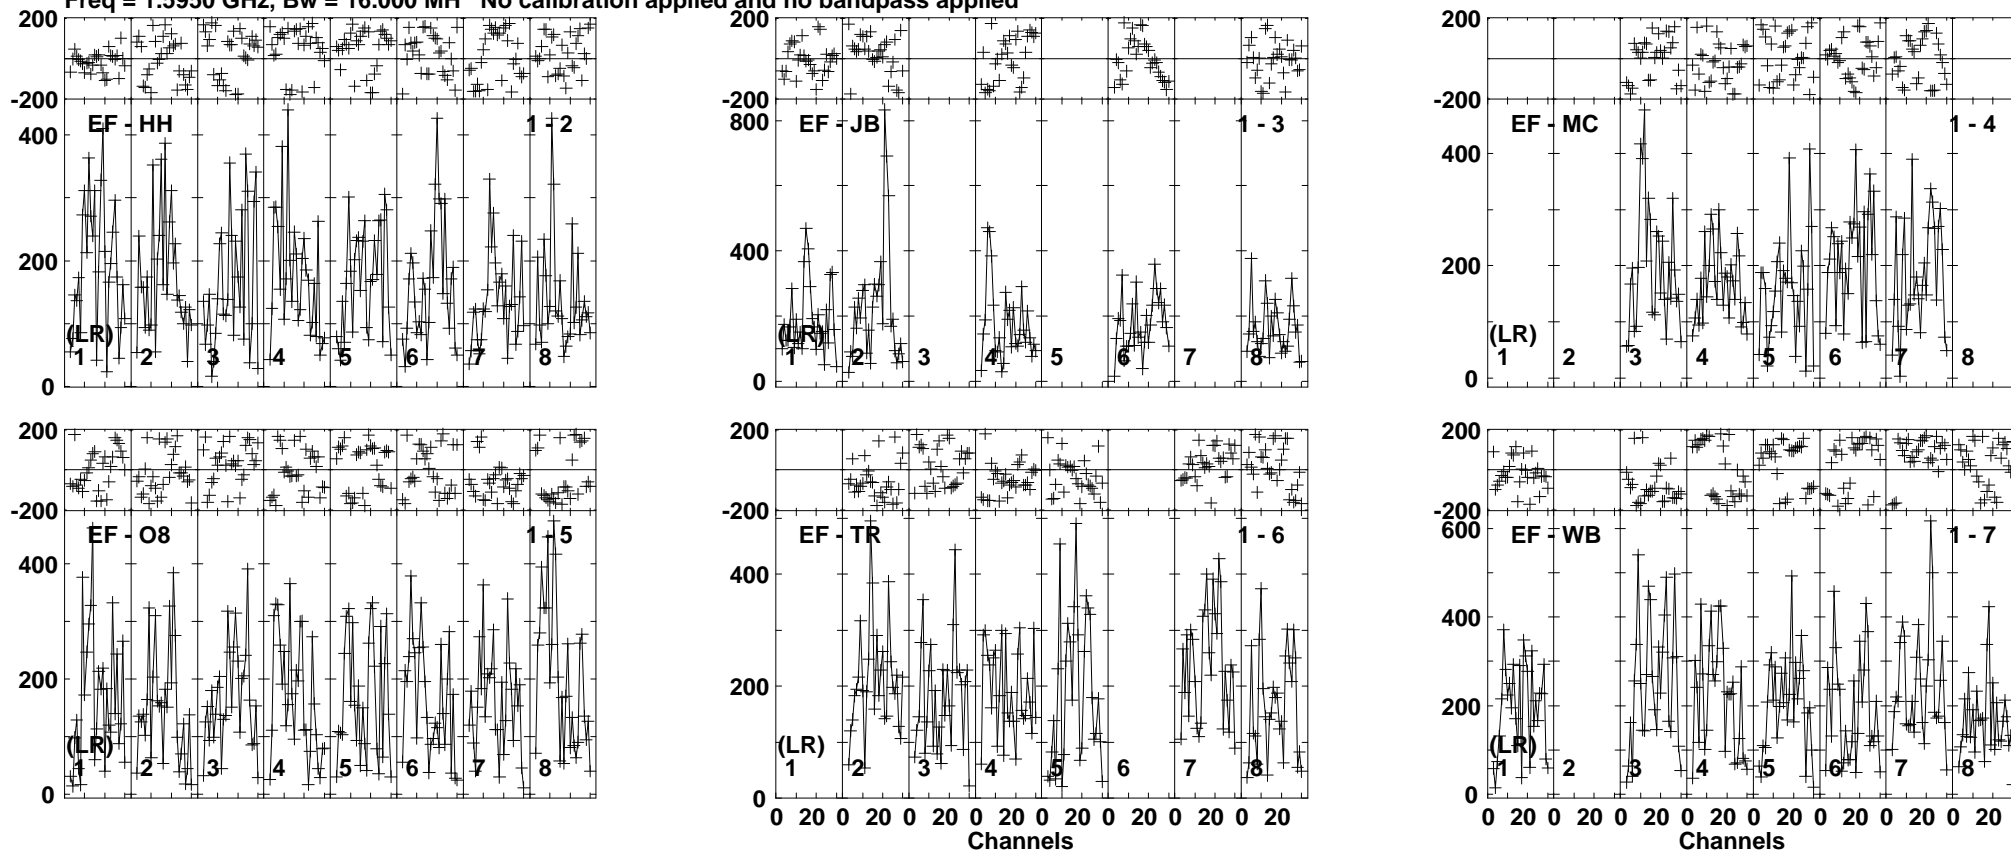 Freq = 1.5950 GHz, Bw = 16.000 MH No calibration applied and no bandpass applied
200
-200
EF - HH
1 - 2
400
200
0
(LR)
1 2 3 4 5 6 7 8
200
-200
EF - JB
1 - 3
800
400
0
(LR)
1 2 3 4 5 6 7 8
200
-200
EF - MC
1 - 4
400
200
0
(LR)
1 2 3 4 5 6 7 8
200
-200
EF - O8
1 - 5
400
200
0
(LR)
1 2 3 4 5 6 7 8
200
-200
EF - TR
1 - 6
400
200
0
(LR)
1 2 3 4 5 6 7 8
0 20 0 20 0 20 0 20 0 20 0 20 0 20 0 20
Channels
200
-200
EF - WB
1 - 7
600
400
200
0
(LR)
1 2 3 4 5 6 7 8
0 20 0 20 0 20 0 20 0 20 0 20 0 20 0 20
Channels